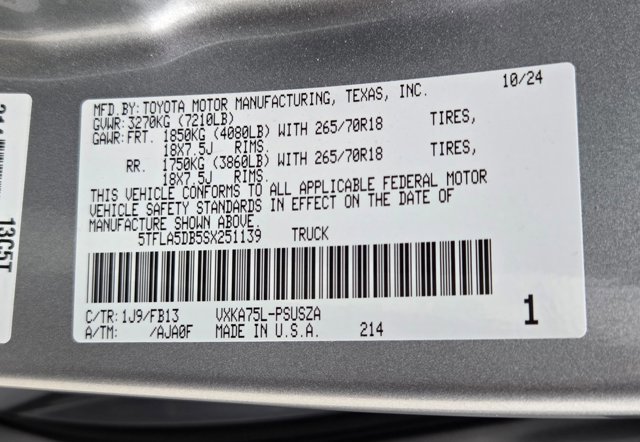 10/24
MFD BY: TOYOTA MOTOR MANUFACTURING, TEXAS, INC.
GVWR: 3270KG (7210LB)
GAWR: FRT. 1850KG (4080LB) WITH 265/70R18 TIRES,
18X7.5J RIMS.
RR. 1750KG (3860LB) WITH 265/70R18 TIRES,
18X7.5J RIMS.
THIS VEHICLE CONFORMS TO ALL APPLICABLE FEDERAL MOTOR
VEHICLE SAFETY STANDARDS IN EFFECT ON THE DATE OF
MANUFACTURE SHOWN ABOVE.
5TFLA5DB5SX251139 TRUCK
C/TR: 1J9/FB13 VXKA75L-PSUSZA
A/TM: /AJA0F MADE IN U.S.A. 214 1
13C5T